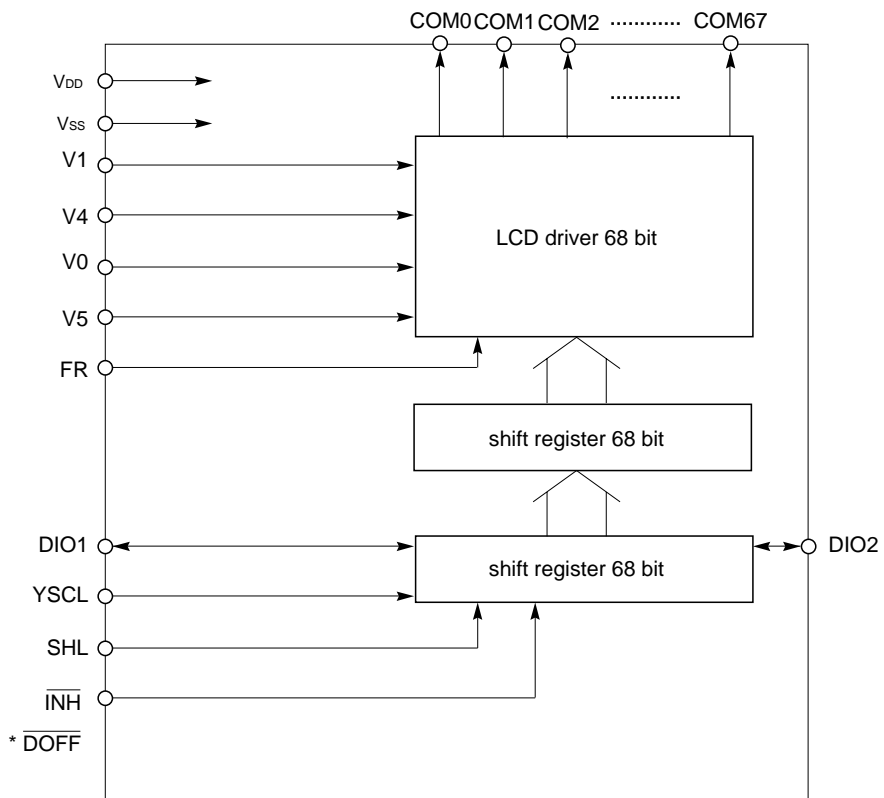 COM0 COM1 COM2 ............ COM67
VDD
............
VSS
V1
V4
LCD driver 68 bit
V0
V5
FR
shift register 68 bit
DIO1
DIO2
shift register 68 bit
YSCL
SHL
INH
* DOFF